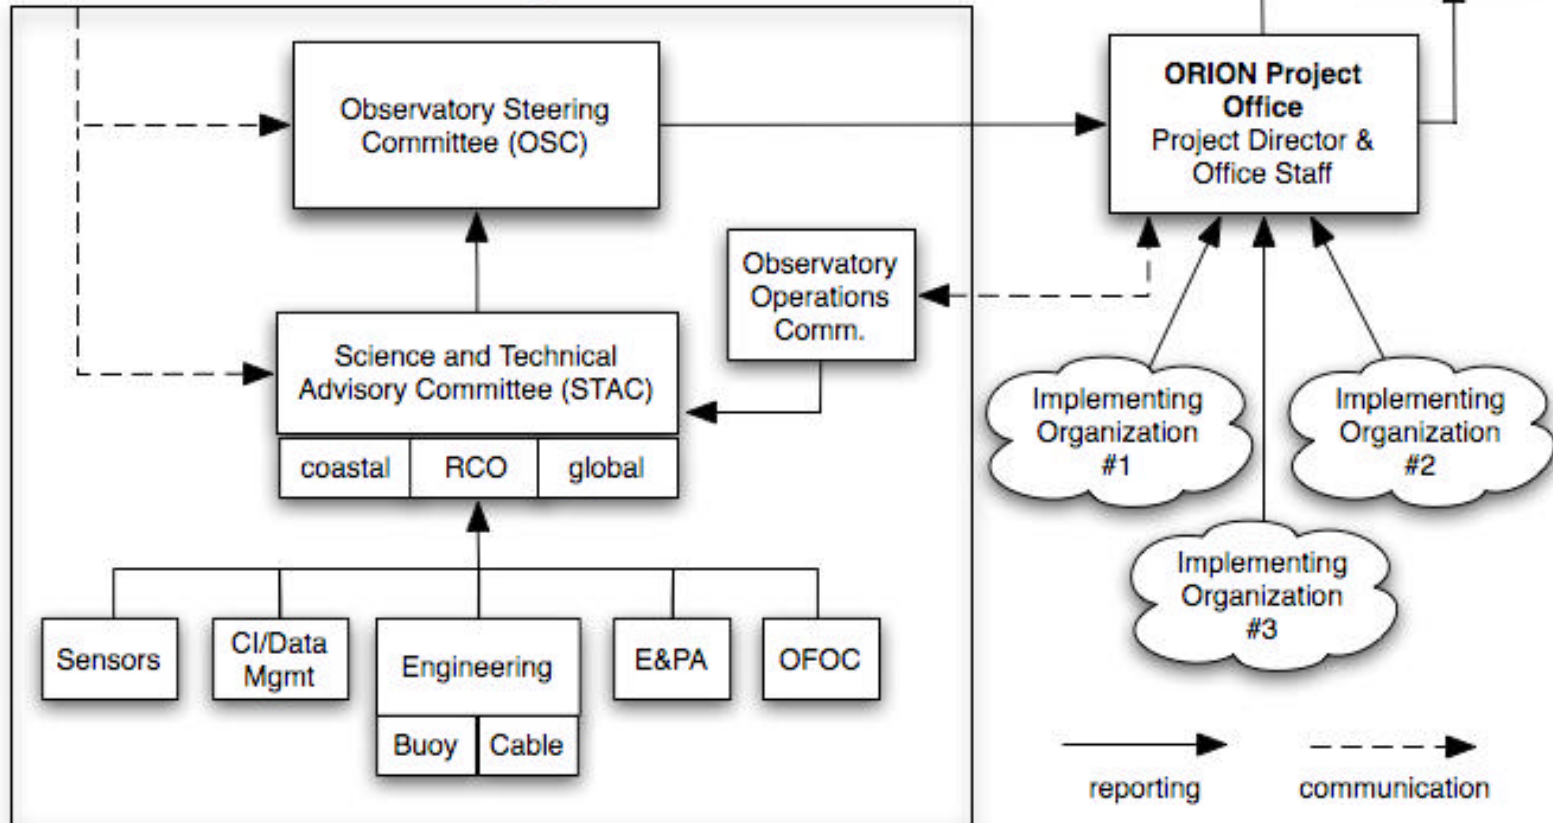 Observatory Steering
Committee (OSC)
ORION Project
Office
Project Director &
Office Staff
Observatory
Operations
Comm.
Science and Technical
Advisory Committee (STAC)
coastal
RCO
global
Implementing
Organization
#1
Implementing
Organization
#2
Implementing
Organization
#3
Sensors
CI/Data
Mgmt
Engineering
Buoy
Cable
E&PA
OFOC
reporting
communication